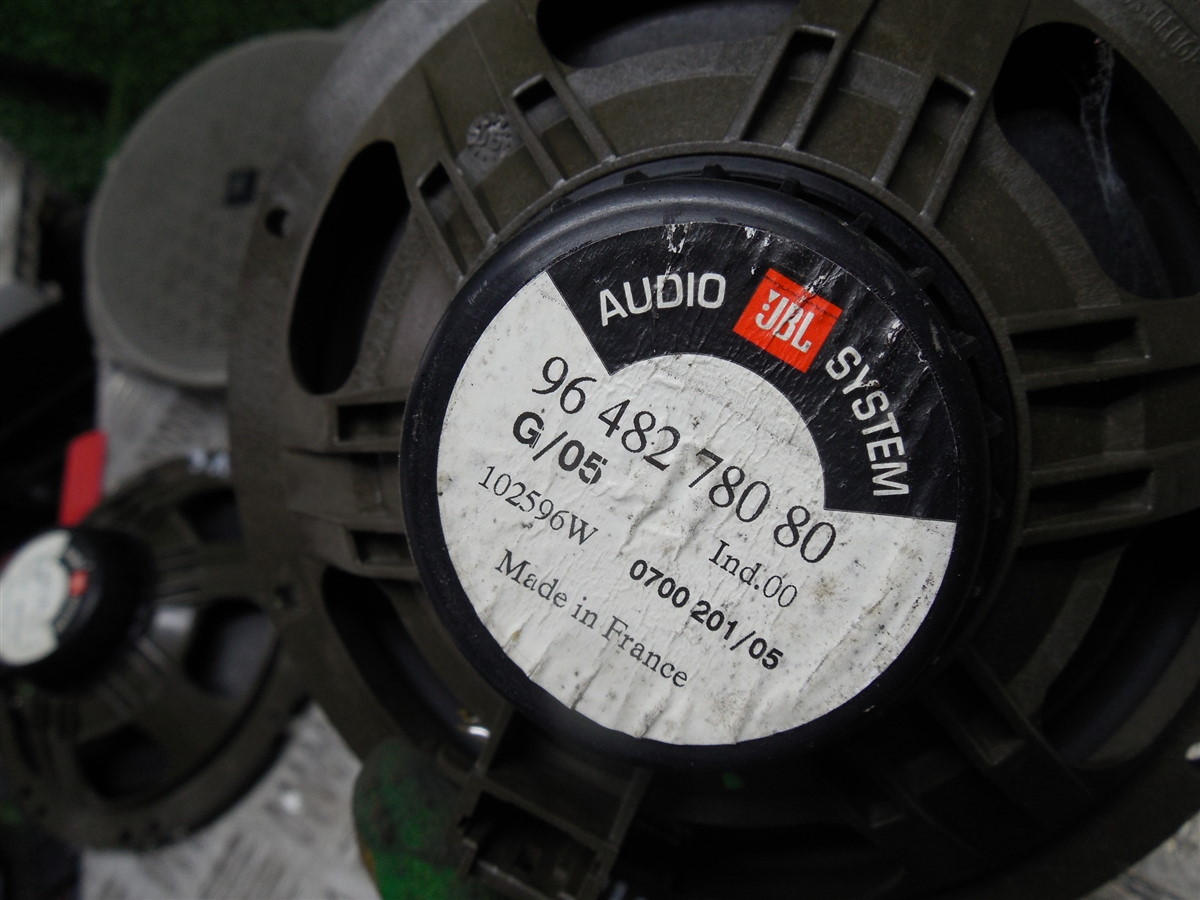 AUDIO JBL SYSTEM
96 482 780 80
G/05
Ind.00
102596W
0700 201/05
Made in France